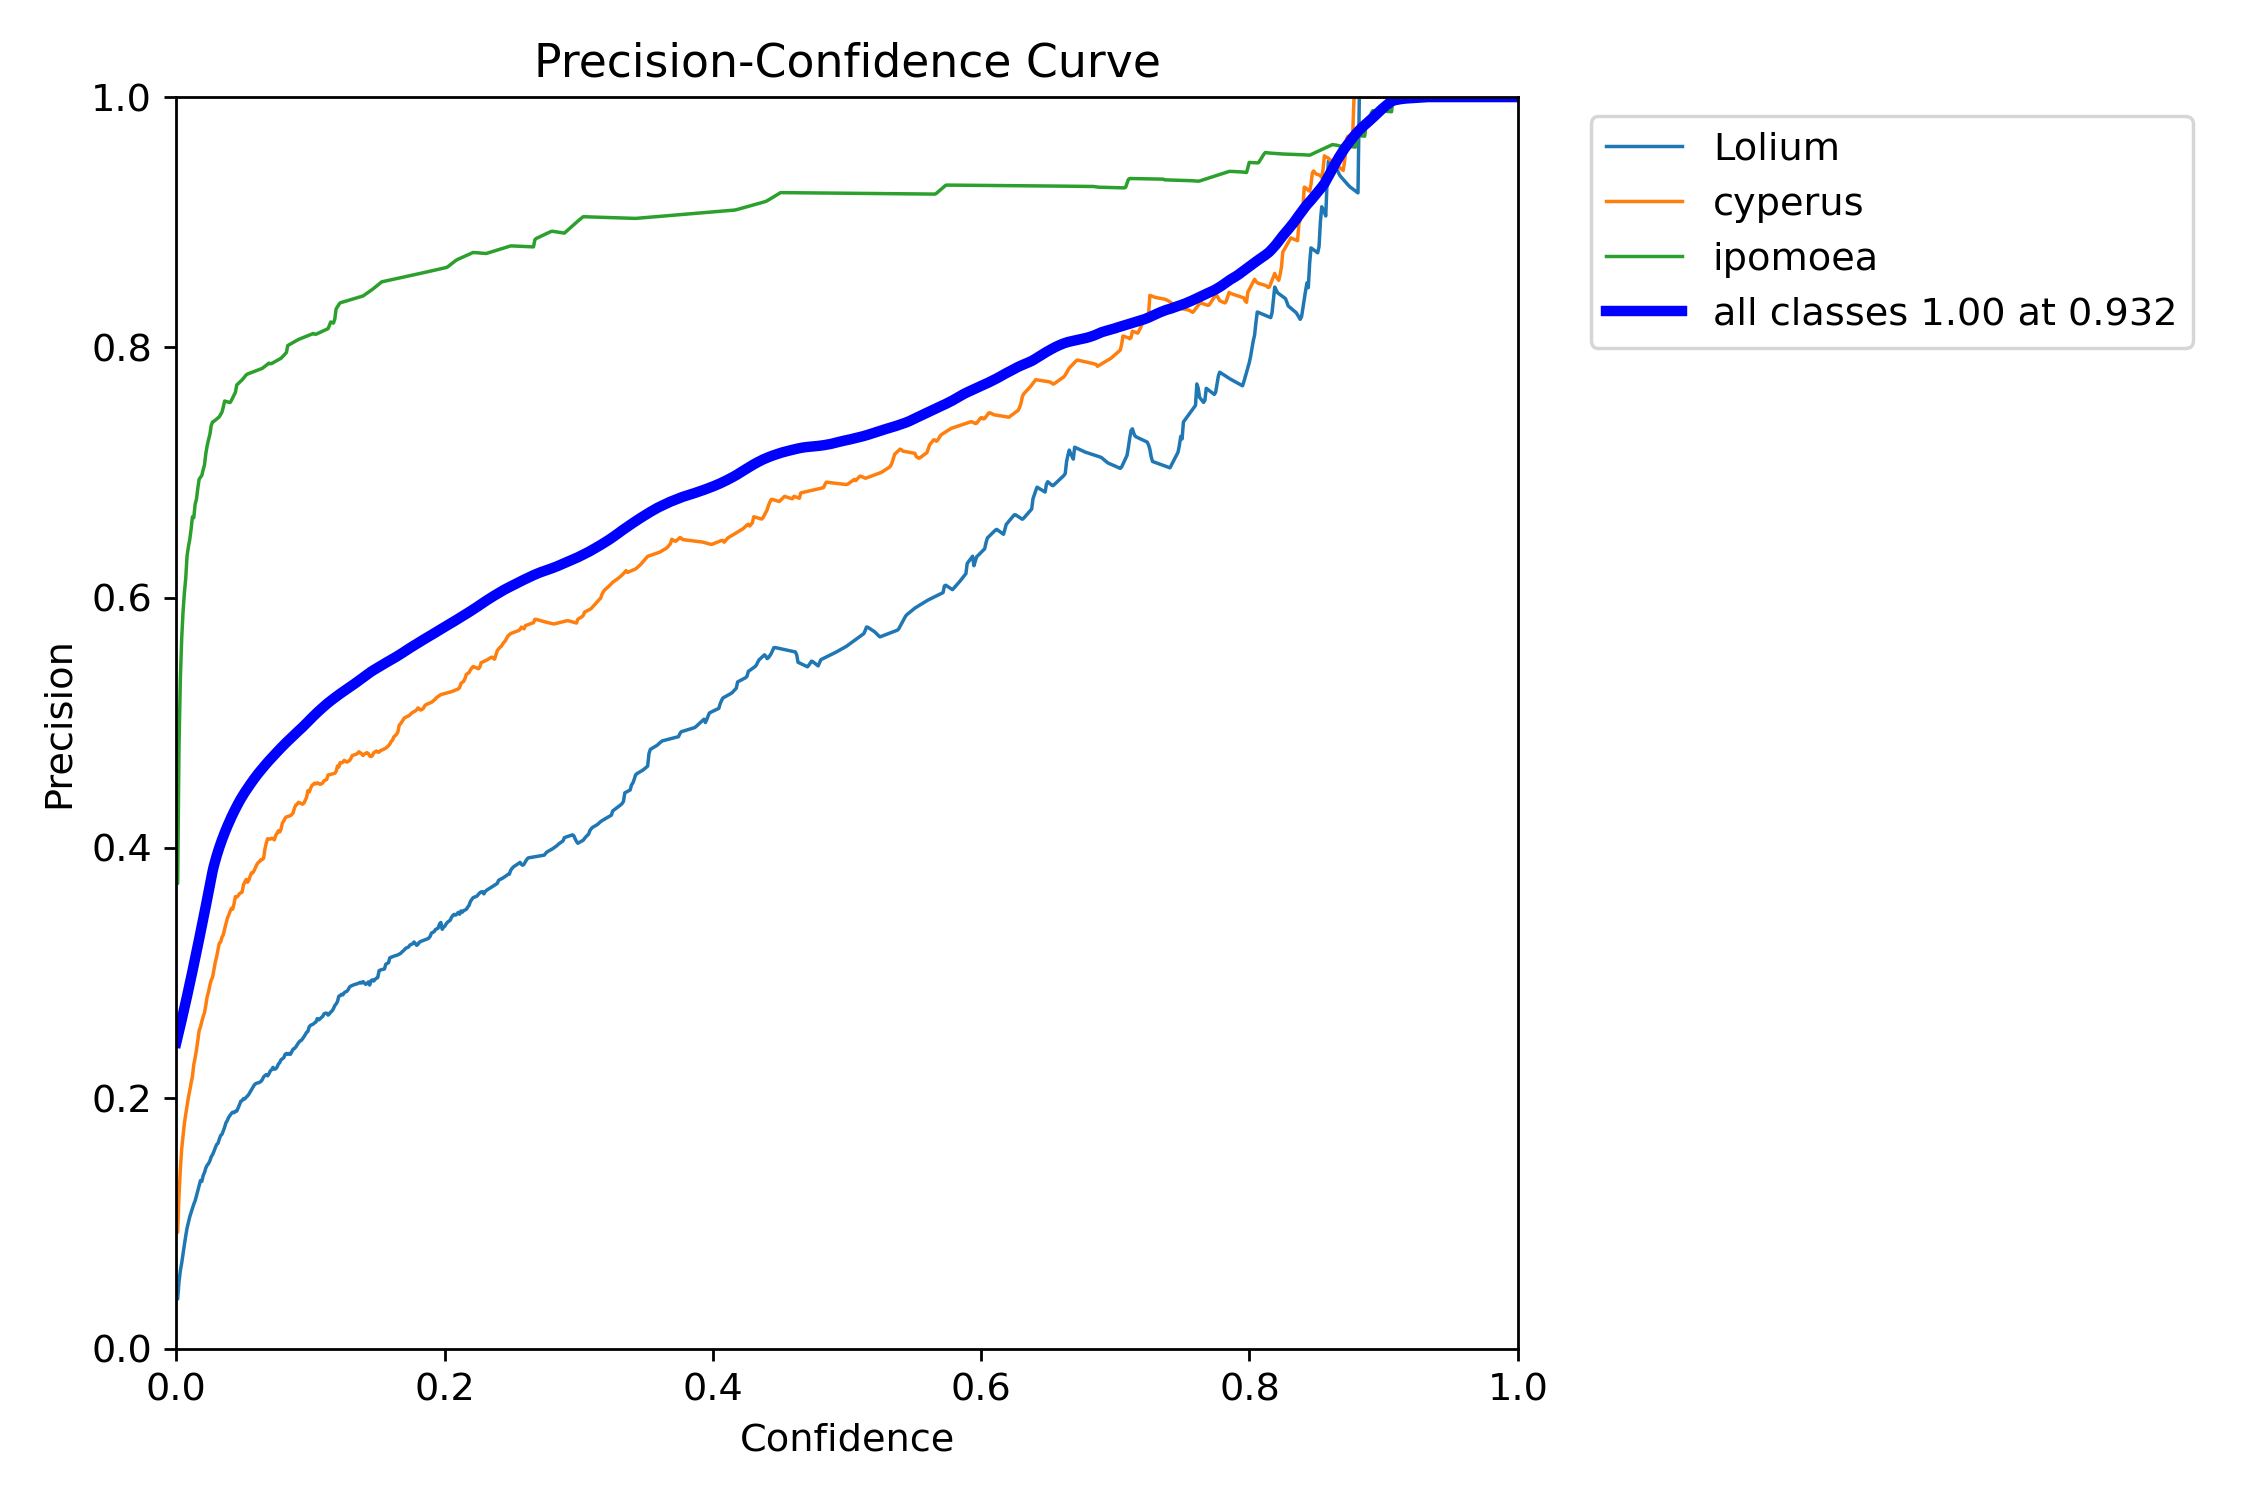 Precision-Confidence Curve
1.0
0.8
0.6
0.4
0.2
0.0
Precision
0.0 0.2 0.4 0.6 0.8 1.0
Confidence
Lolium
cyperus
ipomoea
all classes 1.00 at 0.932